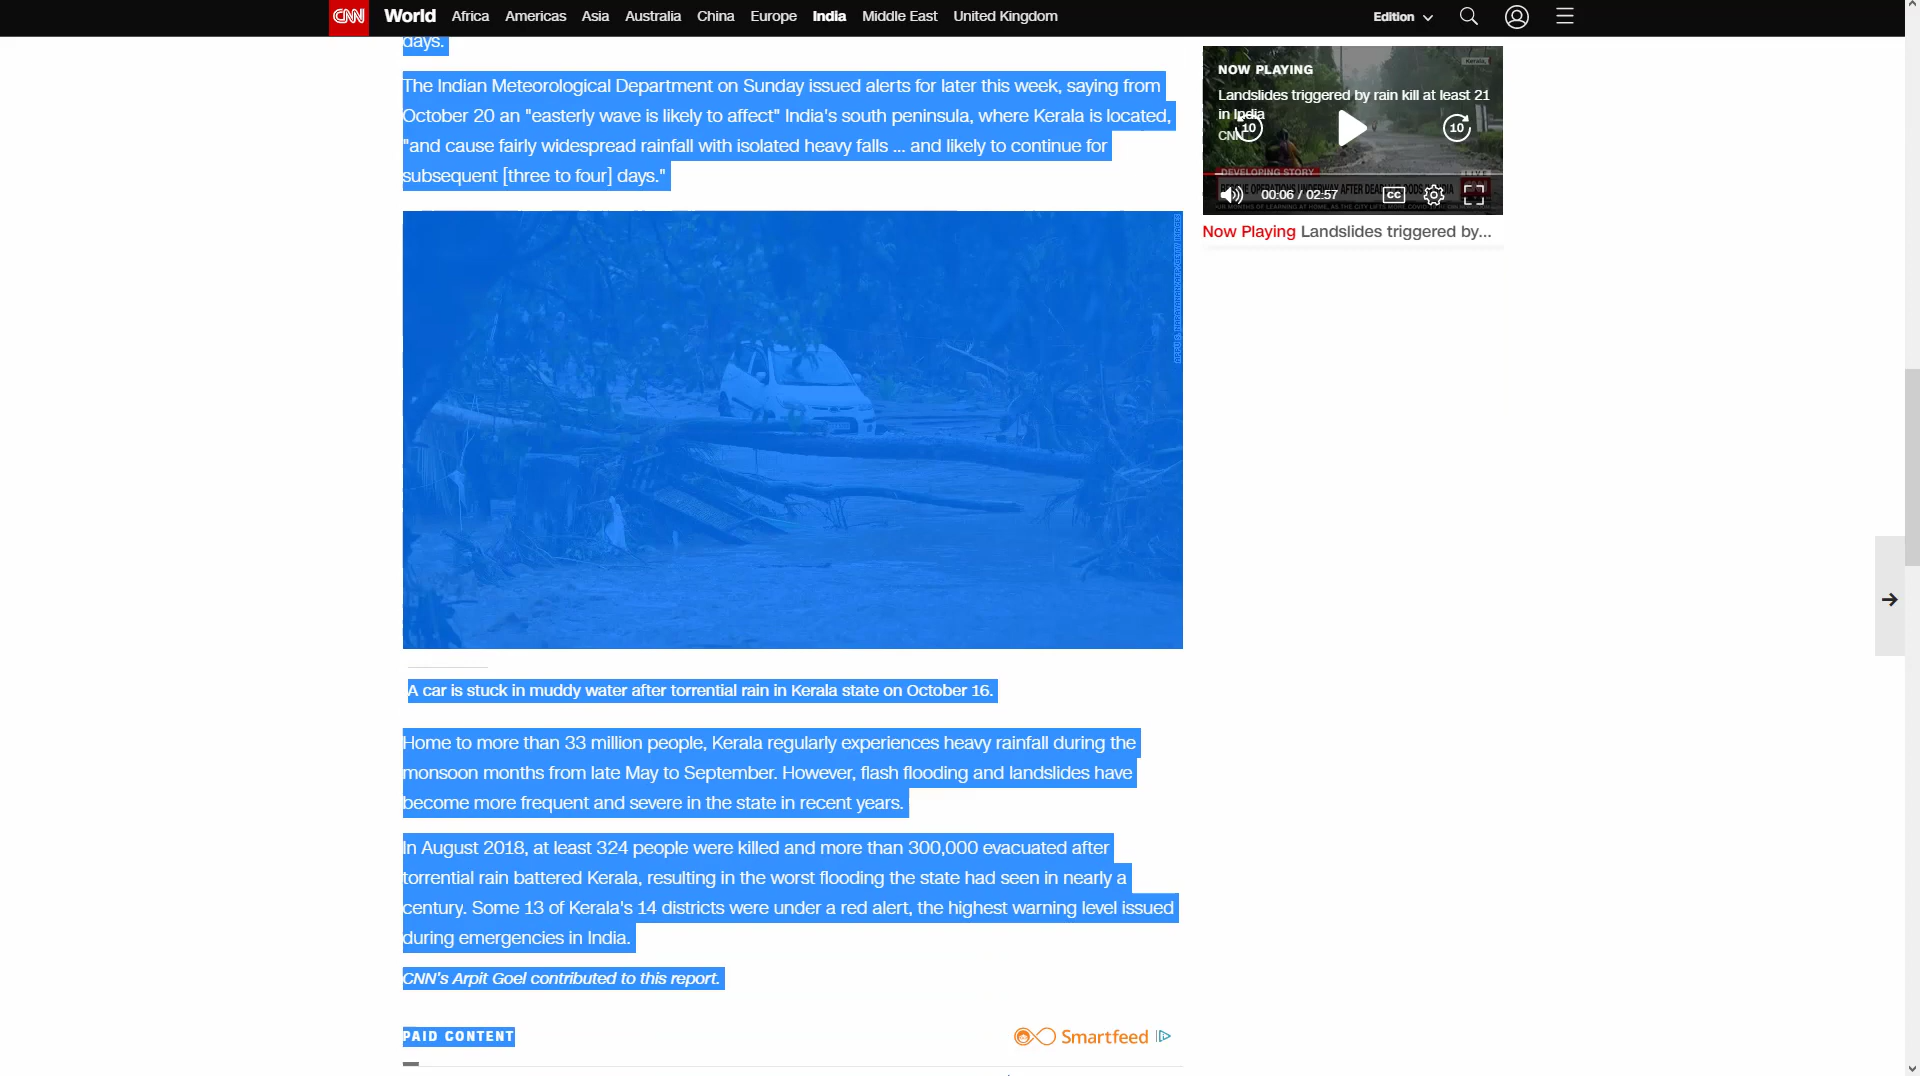 CNN World Africa Americas Asia Australia China Europe India Middle East United Kingdom Edition
days.
The Indian Meteorological Department on Sunday issued alerts for later this week, saying from
October 20 an "easterly wave is likely to affect" India's south peninsula, where Kerala is located,
"and cause fairly widespread rainfall with isolated heavy falls ... and likely to continue for
subsequent [three to four] days."
A car is stuck in muddy water after torrential rain in Kerala state on October 16.
Home to more than 33 million people, Kerala regularly experiences heavy rainfall during the
monsoon months from late May to September. However, flash flooding and landslides have
become more frequent and severe in the state in recent years.
In August 2018, at least 324 people were killed and more than 300,000 evacuated after
torrential rain battered Kerala, resulting in the worst flooding the state had seen in nearly a
century. Some 13 of Kerala's 14 districts were under a red alert, the highest warning level issued
during emergencies in India.
CNN's Arpit Goel contributed to this report.
PAID CONTENT
Smartfeed
Kerala,
NOW PLAYING
Landslides triggered by rain kill at least 21
in India
CNN
10 10
DEVELOPING STORY
LIVE
OPERATIONS UNDERWAY AFTER
00:06 / 02:57 CC
Now Playing Landslides triggered by...